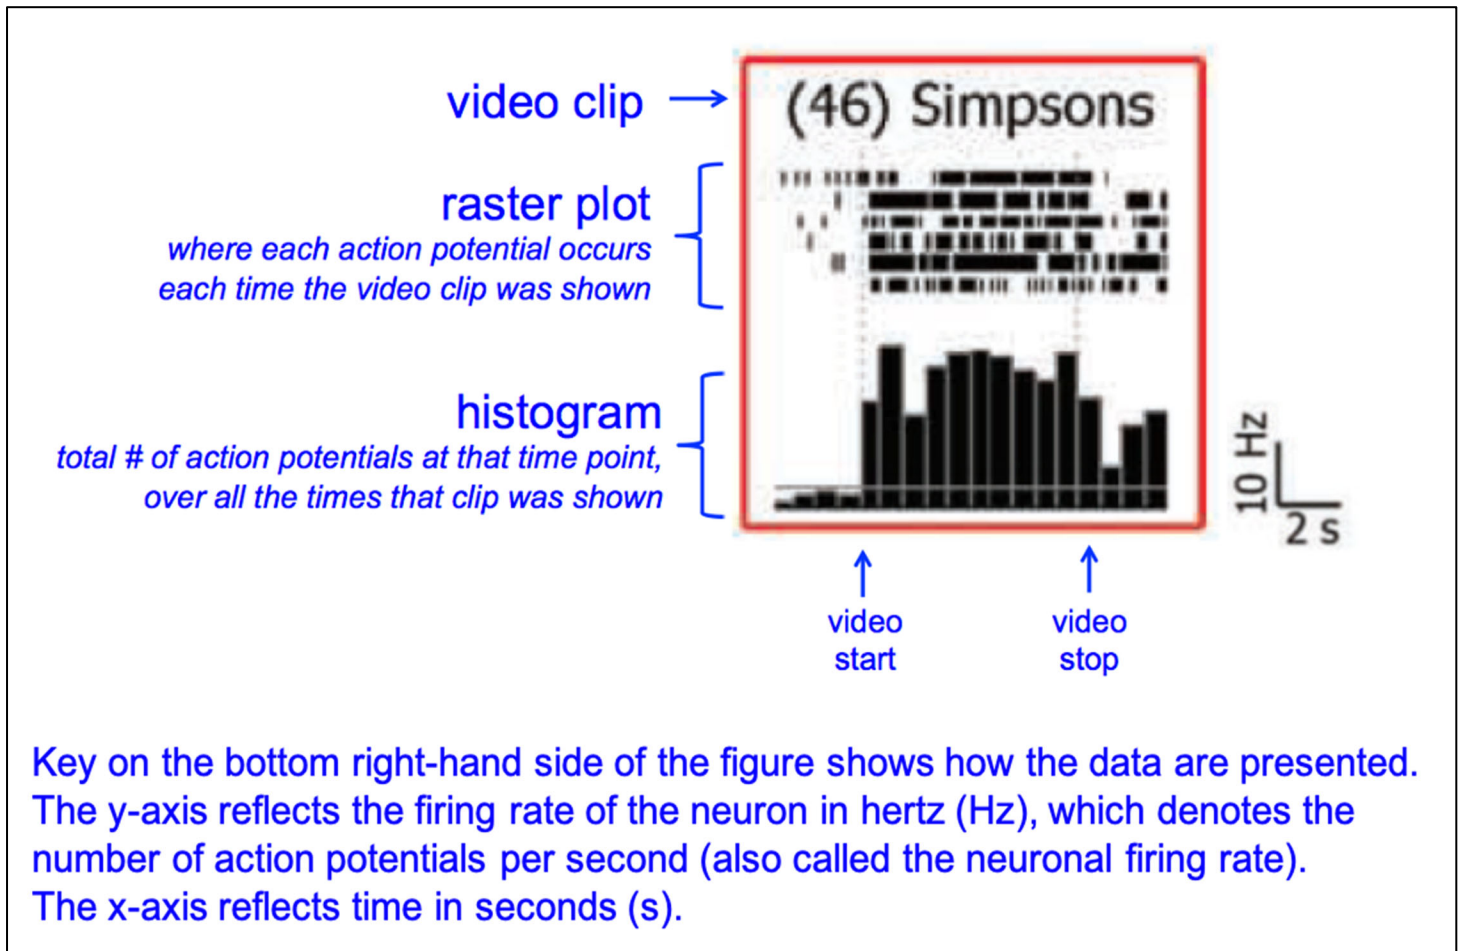 video clip
(46) Simpsons
raster plot
where each action potential occurs
each time the video clip was shown
histogram
total # of action potentials at that time point,
over all the times that clip was shown
10 Hz
2 s
video
start
video
stop
Key on the bottom right-hand side of the figure shows how the data are presented.
The y-axis reflects the firing rate of the neuron in hertz (Hz), which denotes the
number of action potentials per second (also called the neuronal firing rate).
The x-axis reflects time in seconds (s).